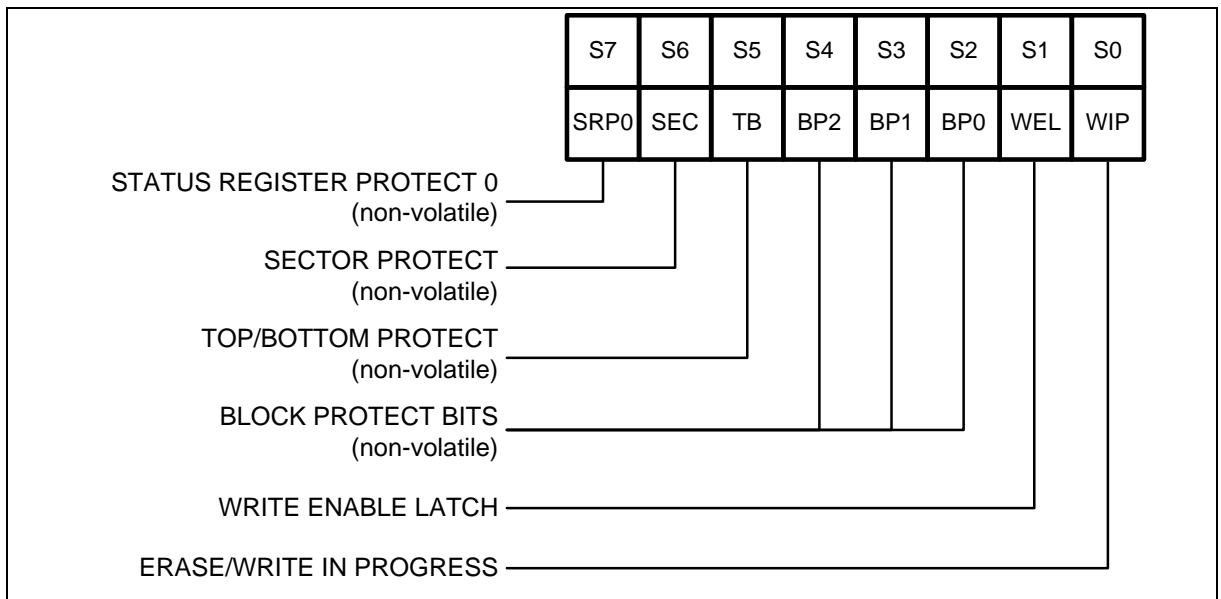 S7 S6 S5 S4 S3 S2 S1 S0
SRP0 SEC TB BP2 BP1 BP0 WEL WIP
STATUS REGISTER PROTECT 0
(non-volatile)
SECTOR PROTECT
(non-volatile)
TOP/BOTTOM PROTECT
(non-volatile)
BLOCK PROTECT BITS
(non-volatile)
WRITE ENABLE LATCH
ERASE/WRITE IN PROGRESS